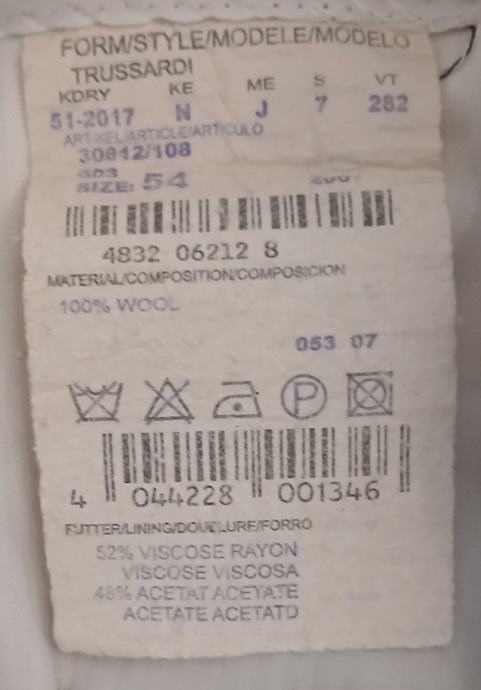 FORM/STYLE/MODELE/MODELO
TRUSSARDI
KDRY KE ME S VT
51-2017 N J 7 282
ARTIKEL/ARTICLE/ARTICULO
30812/108
603
SIZE: 54
4832 06212 8
MATERIAL/COMPOSITION/COMPOSICION
100% WOOL
053 07
P
4 044228 001346
FUTTER/LINING/DOUBLURE/FORRO
52% VISCOSE RAYON
VISCOSE VISCOSA
48% ACETAT ACETATE
ACETATE ACETATO